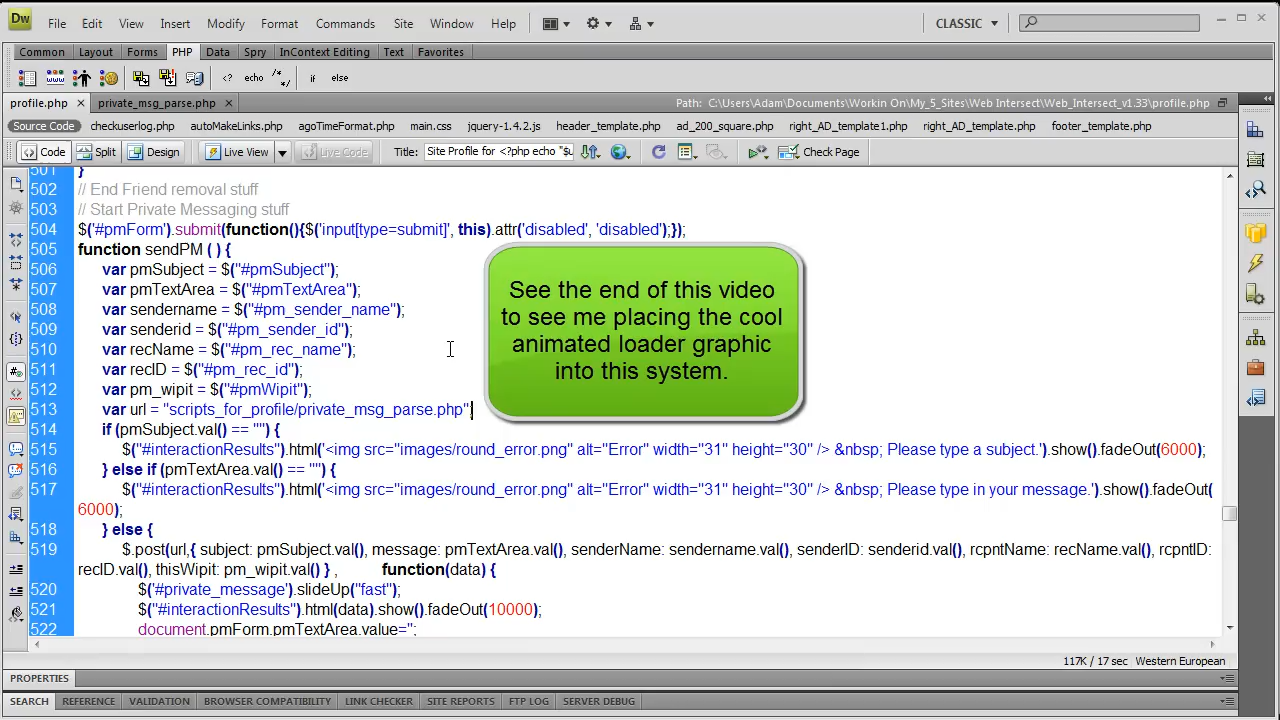 Dw File Edit View Insert Modify Format Commands Site Window Help CLASSIC
Common Layout Forms PHP Data Spry InContext Editing Text Favorites
<? echo /* */ if else
profile.php private_msg_parse.php Path: C:\Users\Adam\Documents\Workin On\My_5_Sites\Web Intersect\Web_Intersect_v1.33\profile.php
Source Code checkuserlog.php autoMakeLinks.php agoTimeFormat.php main.css jquery-1.4.2.js header_template.php ad_200_square.php right_AD_template1.php right_AD_template.php footer_template.php
Code Split Design Live View Live Code Title: Site Profile for <?php echo "$u Check Page
501 }
502 // End Friend removal stuff
503 // Start Private Messaging stuff
504 $('#pmForm').submit(function(){$('input[type=submit]', this).attr('disabled', 'disabled');});
505 function sendPM ( ) {
506 var pmSubject = $("#pmSubject");
507 var pmTextArea = $("#pmTextArea");
508 var sendername = $("#pm_sender_name");
509 var senderid = $("#pm_sender_id");
510 var recName = $("#pm_rec_name");
511 var recID = $("#pm_rec_id");
512 var pm_wipit = $("#pmWipit");
513 var url = "scripts_for_profile/private_msg_parse.php";
See the end of this video
to see me placing the cool
animated loader graphic
into this system.
514 if (pmSubject.val() == "") {
515 $("#interactionResults").html('<img src="images/round_error.png" alt="Error" width="31" height="30" /> &nbsp; Please type a subject.').show().fadeOut(6000);
516 } else if (pmTextArea.val() == "") {
517 $("#interactionResults").html('<img src="images/round_error.png" alt="Error" width="31" height="30" /> &nbsp; Please type in your message.').show().fadeOut(
6000);
518 } else {
519 $.post(url,{ subject: pmSubject.val(), message: pmTextArea.val(), senderName: sendername.val(), senderID: senderid.val(), rcpntName: recName.val(), rcpntID:
recID.val(), thisWipit: pm_wipit.val() } , function(data) {
520 $('#private_message').slideUp("fast");
521 $("#interactionResults").html(data).show().fadeOut(10000);
522 document.pmForm.pmTextArea.value='';
117K / 17 sec Western European
PROPERTIES
SEARCH REFERENCE VALIDATION BROWSER COMPATIBILITY LINK CHECKER SITE REPORTS FTP LOG SERVER DEBUG